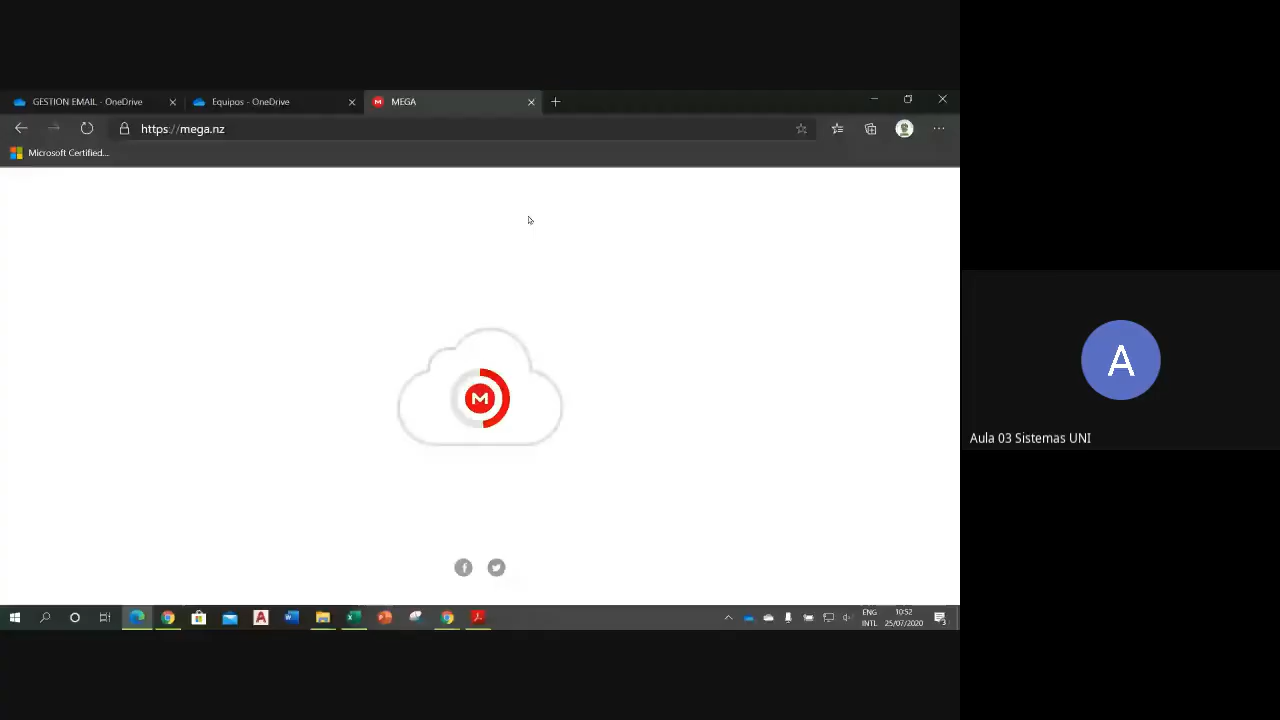 GESTION EMAIL - OneDrive
Equipos - OneDrive
MEGA
https://mega.nz
Microsoft Certified...
M
A
Aula 03 Sistemas UNI
ENG
INTL
10:52
25/07/2020
3